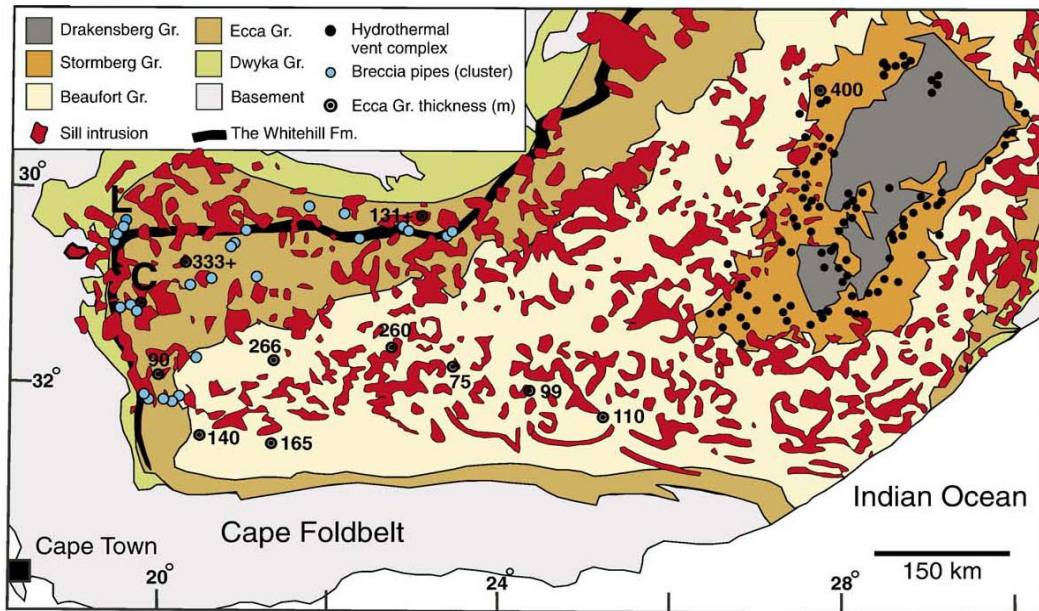 Drakensberg Gr.
Stormberg Gr.
Beaufort Gr.
Sill intrusion
Ecca Gr.
Dwyka Gr.
Basement
The Whitehill Fm.
Hydrothermal
vent complex
Breccia pipes (cluster)
Ecca Gr. thickness (m)
400
30°
L
131+
333+
C
260
266
90
75
32°
99
110
140
165
Indian Ocean
Cape Foldbelt
Cape Town
20°
24°
28°
150 km